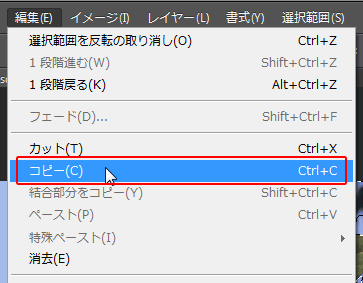 編集(E) イメージ(I) レイヤー(L) 書式(Y) 選択範囲(S)
選択範囲を反転の取り消し(O) Ctrl+Z
1 段階進む(W) Shift+Ctrl+Z
1 段階戻る(K) Alt+Ctrl+Z
フェード(D)... Shift+Ctrl+F
カット(T) Ctrl+X
コピー(C) Ctrl+C
結合部分をコピー(Y) Shift+Ctrl+C
ペースト(P) Ctrl+V
特殊ペースト(I)
消去(E)